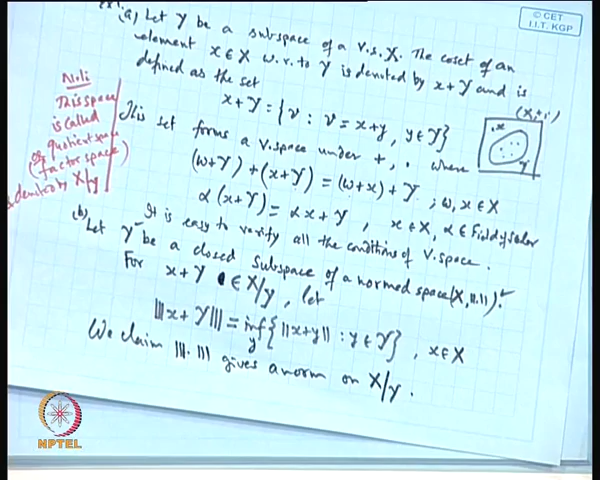 © CET
I.I.T. KGP
(a) Let Y be a subspace of a V.S. X. The coset of an
element x ∈ X w.r. to Y is denoted by x+Y and is
defined as the set
x+Y = {v : v = x+y, y ∈ Y}
This set forms a V. space under +, · where
(w+Y) + (x+Y) = (w+x) + Y ; w, x ∈ X
α(x+Y) = αx + Y , x ∈ X, α ∈ Field of scalar
It is easy to verify all the conditions of V. space.
Note
This space
is called
quotient space
(factor space)
denoted by X/Y
(X, +, ·)
x
Y
(b) Let Y be a closed subspace of a normed space (X, ||.||).
For x+Y ∈ X/Y, let
|||x+Y||| = inf {||x+y|| : y ∈ Y} , x ∈ X
y
We claim |||.||| gives a norm on X/Y.
NPTEL